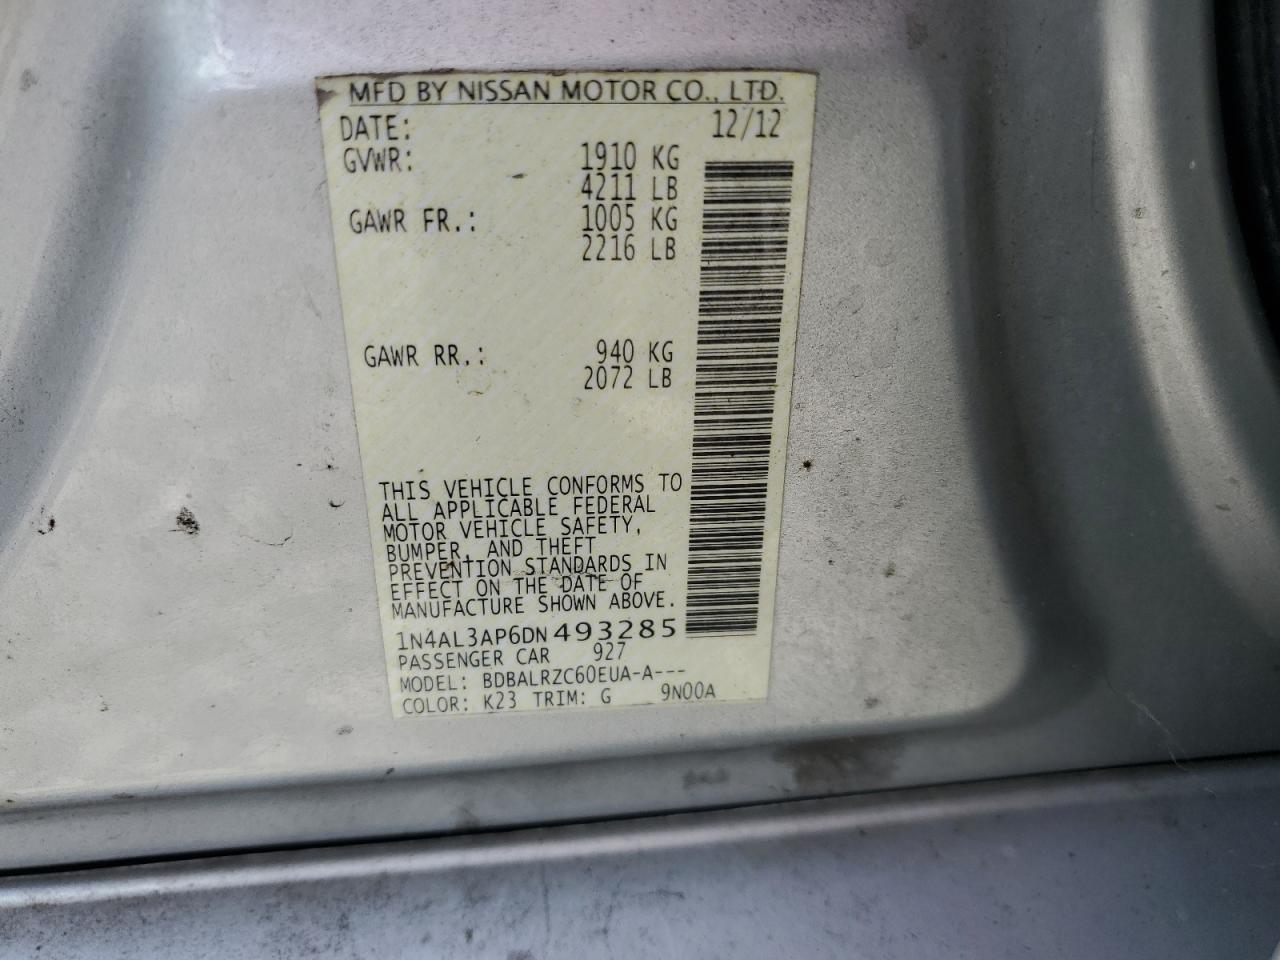 MFD BY NISSAN MOTOR CO., LTD.
DATE: 12/12
GVWR: 1910 KG
4211 LB
GAWR FR.: 1005 KG
2216 LB
GAWR RR.: 940 KG
2072 LB
THIS VEHICLE CONFORMS TO
ALL APPLICABLE FEDERAL
MOTOR VEHICLE SAFETY,
BUMPER, AND THEFT
PREVENTION STANDARDS IN
EFFECT ON THE DATE OF
MANUFACTURE SHOWN ABOVE.
1N4AL3AP6DN493285
PASSENGER CAR 927
MODEL: BDBALRZC60EUA-A---
COLOR: K23 TRIM: G 9N00A